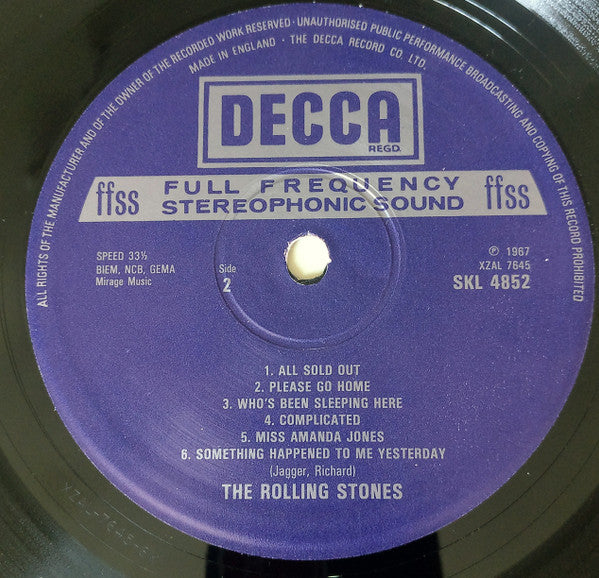 ALL RIGHTS OF THE MANUFACTURER AND OF THE OWNER OF THE RECORDED WORK RESERVED · UNAUTHORISED PUBLIC PERFORMANCE BROADCASTING AND COPYING OF THIS RECORD PROHIBITED
MADE IN ENGLAND · THE DECCA RECORD CO. LTD.
DECCA
REGD.
ffss FULL FREQUENCY ffss
STEREOPHONIC SOUND
SPEED 33⅓
BIEM, NCB, GEMA
Mirage Music
Side
2
℗ 1967
XZAL 7645
SKL 4852
1. ALL SOLD OUT
2. PLEASE GO HOME
3. WHO'S BEEN SLEEPING HERE
4. COMPLICATED
5. MISS AMANDA JONES
6. SOMETHING HAPPENED TO ME YESTERDAY
(Jagger, Richard)
THE ROLLING STONES